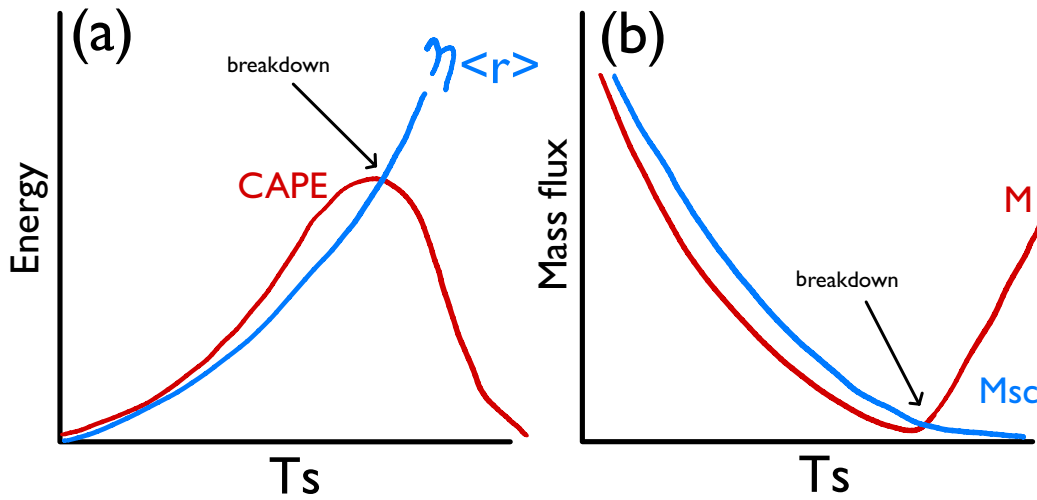 (a)
breakdown
η<r>
CAPE
Energy
Ts
(b)
Mass flux
M
breakdown
Msc
Ts